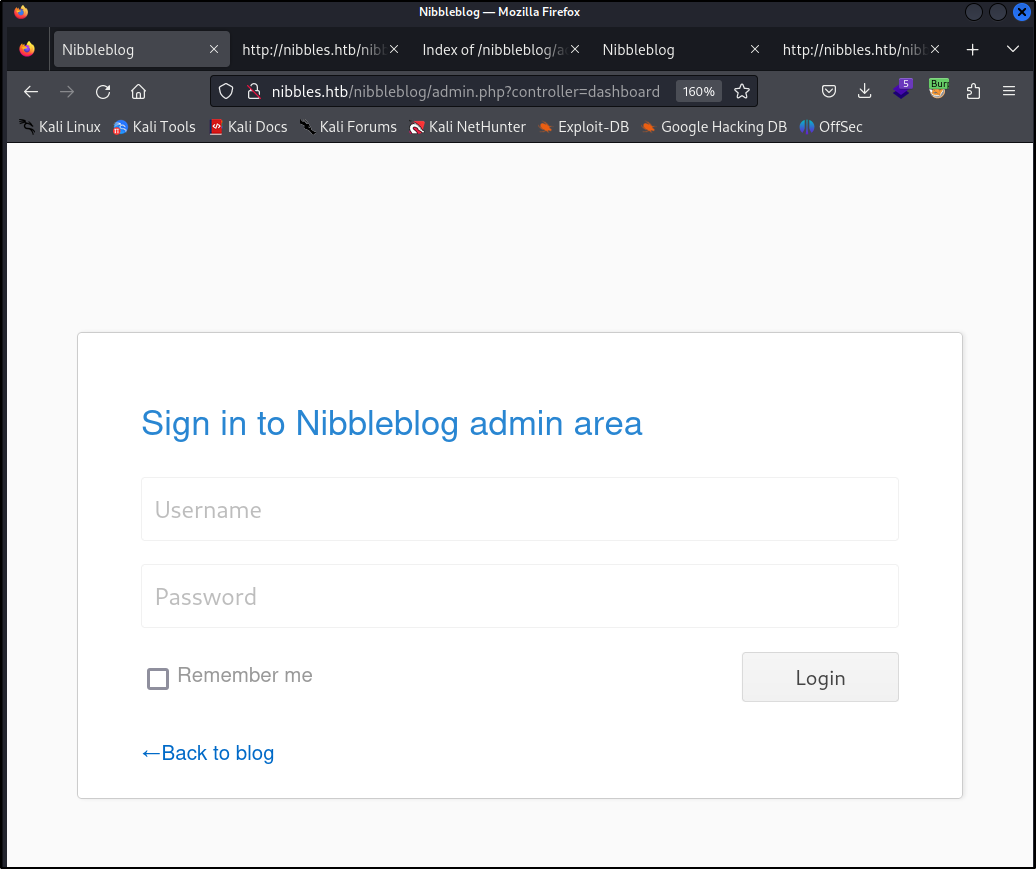 Nibbleblog — Mozilla Firefox
Nibbleblog http://nibbles.htb/nibb Index of /nibbleblog/a Nibbleblog http://nibbles.htb/nibb
nibbles.htb/nibbleblog/admin.php?controller=dashboard 160% 5 Burp
Kali Linux Kali Tools Kali Docs Kali Forums Kali NetHunter Exploit-DB Google Hacking DB OffSec
Sign in to Nibbleblog admin area
Username
Password
Remember me Login
←Back to blog